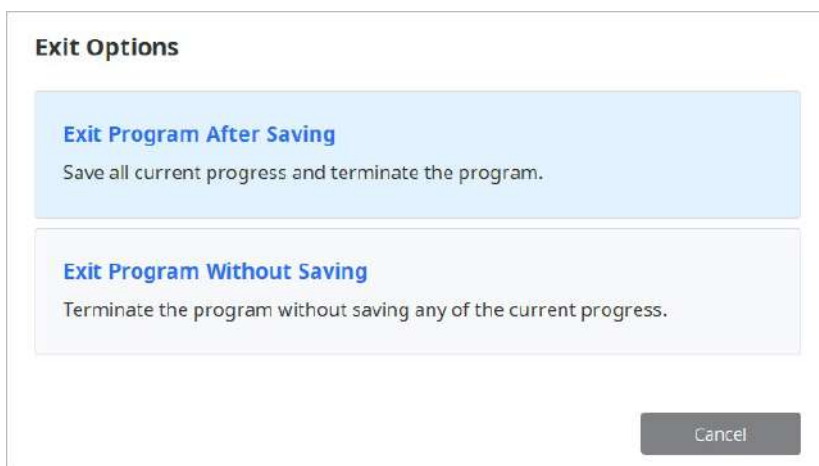 Exit Options
Exit Program After Saving
Save all current progress and terminate the program.
Exit Program Without Saving
Terminate the program without saving any of the current progress.
Cancel